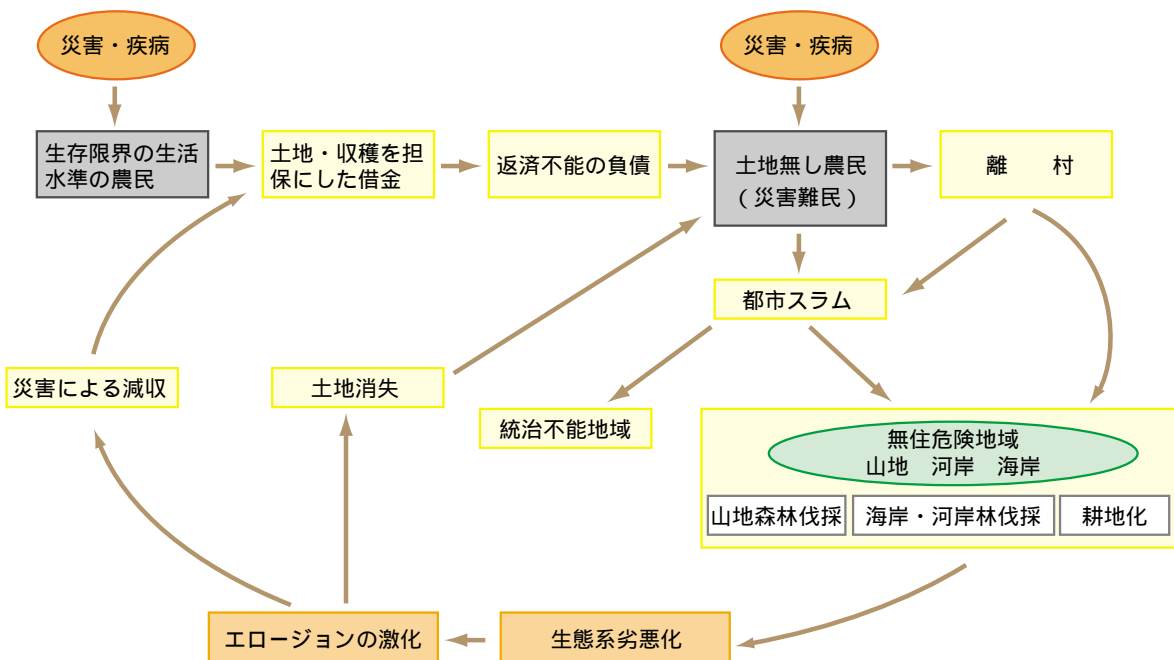 災害・疾病
災害・疾病
生存限界の生活
水準の農民
土地・収穫を担
保にした借金
返済不能の負債
土地無し農民
（災害難民）
離　　村
都市スラム
災害による減収
土地消失
統治不能地域
無住危険地域
山地　河岸　海岸
山地森林伐採
海岸・河岸林伐採
耕地化
エロージョンの激化
生態系劣悪化